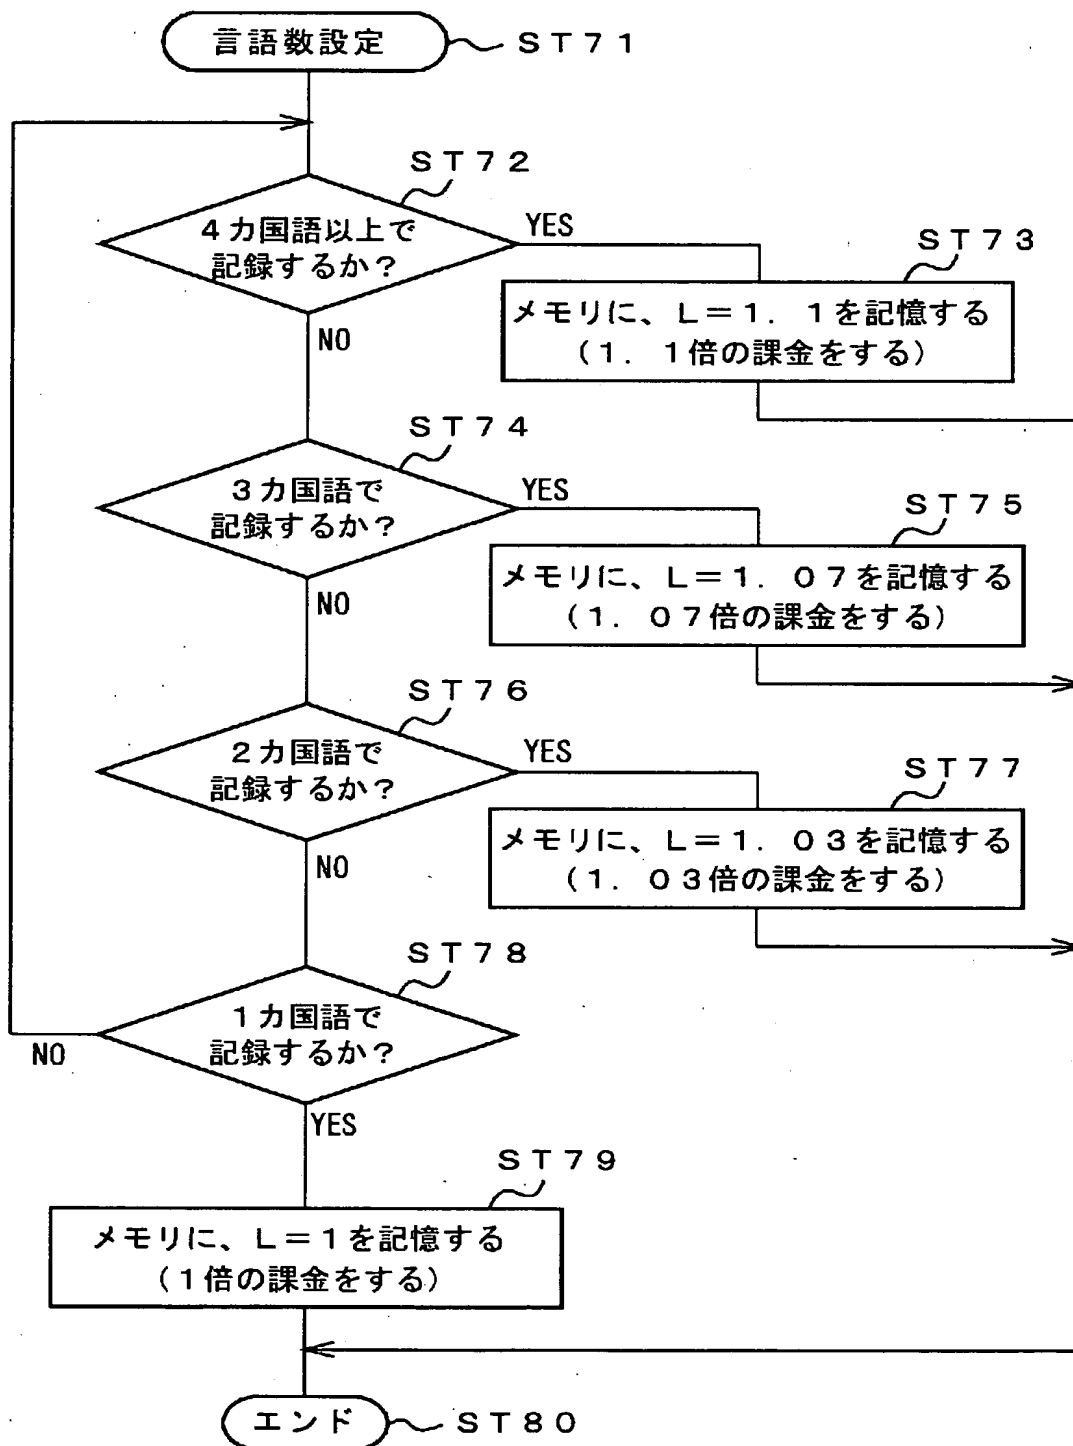 言語数設定
ST71
ST72
4カ国語以上で
記録するか?
YES
NO
ST73
メモリに、L=1.1を記憶する
(1.1倍の課金をする)
ST74
3カ国語で
記録するか?
YES
NO
ST75
メモリに、L=1.07を記憶する
(1.07倍の課金をする)
ST76
2カ国語で
記録するか?
YES
NO
ST77
メモリに、L=1.03を記憶する
(1.03倍の課金をする)
ST78
1カ国語で
記録するか?
NO
YES
ST79
メモリに、L=1を記憶する
(1倍の課金をする)
エンド
ST80